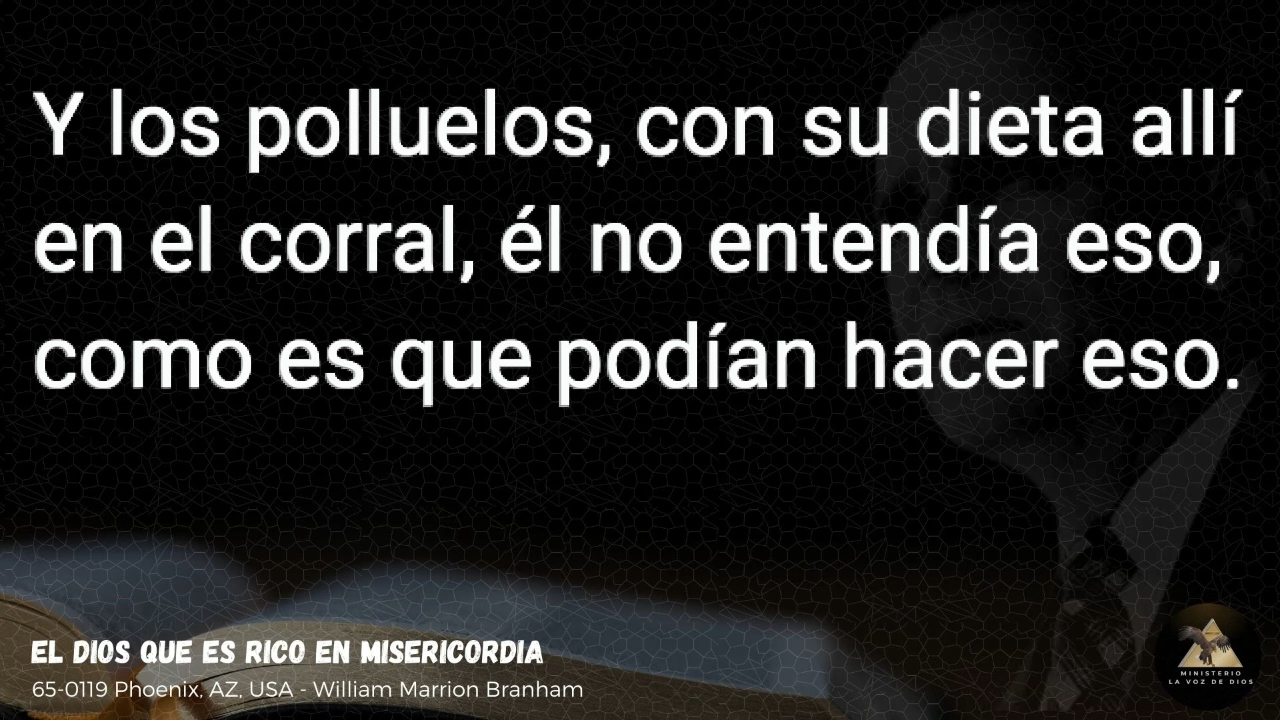 Y los polluelos, con su dieta allí
en el corral, él no entendía eso,
como es que podían hacer eso.
EL DIOS QUE ES RICO EN MISERICORDIA
65-0119 Phoenix, AZ, USA - William Marrion Branham
MINISTERIO
LA VOZ DE DIOS